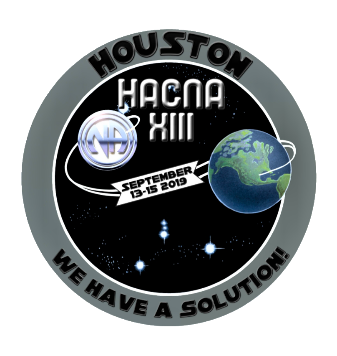 HOUSTON
HACNA
XIII
NA
SEPTEMBER
13-15 2019
WE HAVE A SOLUTION!